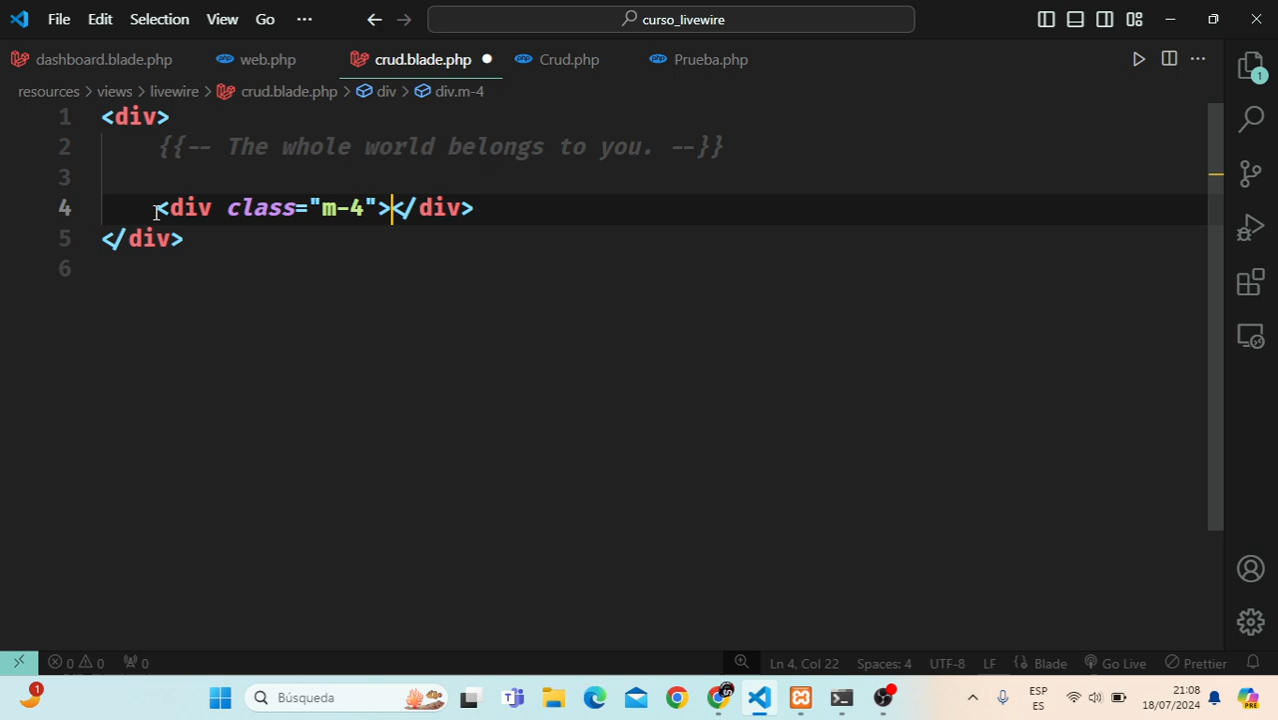 File Edit Selection View Go ··· curso_livewire
dashboard.blade.php web.php crud.blade.php Crud.php Prueba.php
resources > views > livewire > crud.blade.php > div > div.m-4
1 <div>
2 {{-- The whole world belongs to you. --}}
3
4 <div class="m-4"></div>
5 </div>
6
1
0 0 0 Ln 4, Col 22 Spaces: 4 UTF-8 LF Blade Go Live Prettier
1 Búsqueda ESP ES 21:08 18/07/2024 PRE